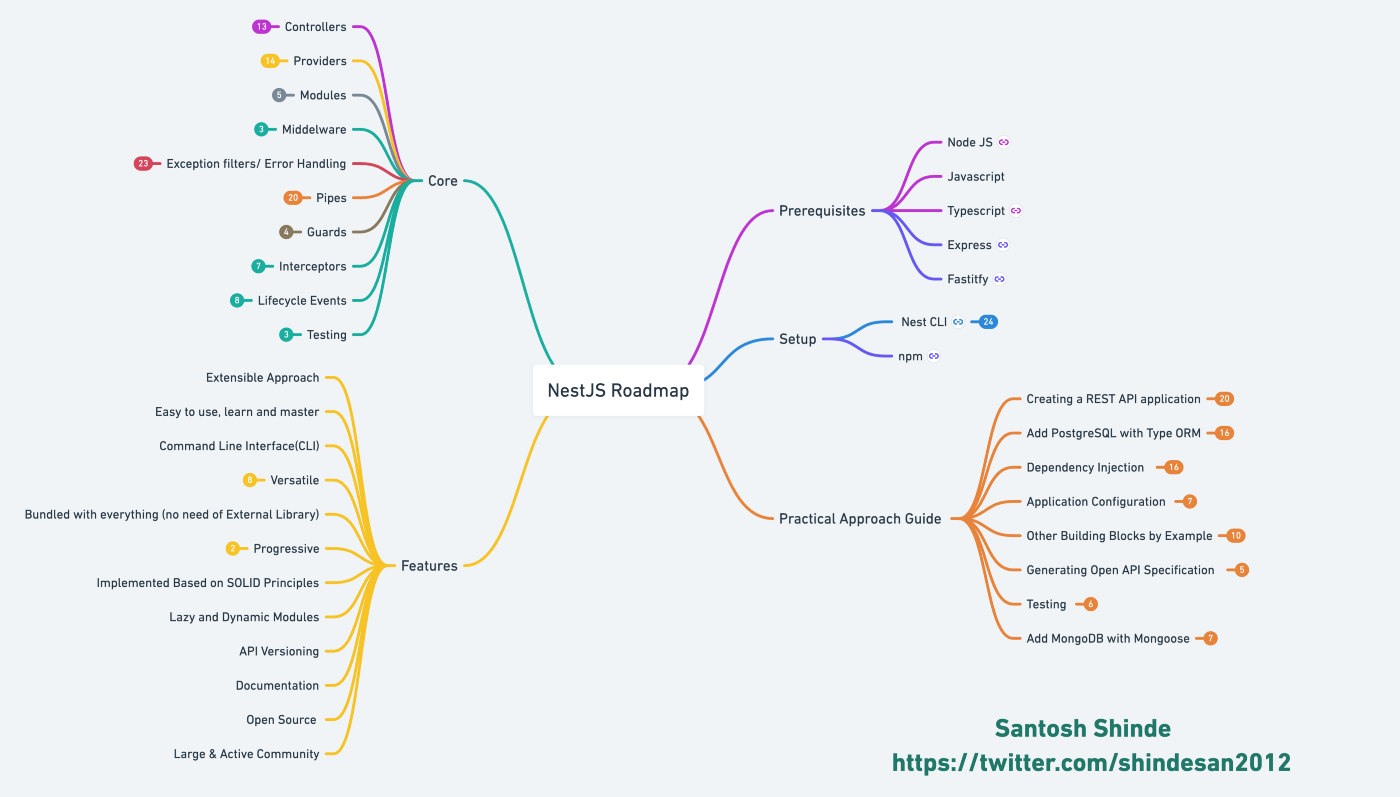 NestJS Roadmap
Core
13 Controllers
14 Providers
5 Modules
3 Middelware
23 Exception filters/ Error Handling
20 Pipes
4 Guards
7 Interceptors
8 Lifecycle Events
3 Testing
Features
Extensible Approach
Easy to use, learn and master
Command Line Interface(CLI)
8 Versatile
Bundled with everything (no need of External Library)
2 Progressive
Implemented Based on SOLID Principles
Lazy and Dynamic Modules
API Versioning
Documentation
Open Source
Large & Active Community
Prerequisites
Node JS
Javascript
Typescript
Express
Fastitfy
Setup
Nest CLI 24
npm
Practical Approach Guide
Creating a REST API application 20
Add PostgreSQL with Type ORM 16
Dependency Injection 16
Application Configuration 7
Other Building Blocks by Example 10
Generating Open API Specification 5
Testing 6
Add MongoDB with Mongoose 7
Santosh Shinde
https://twitter.com/shindesan2012